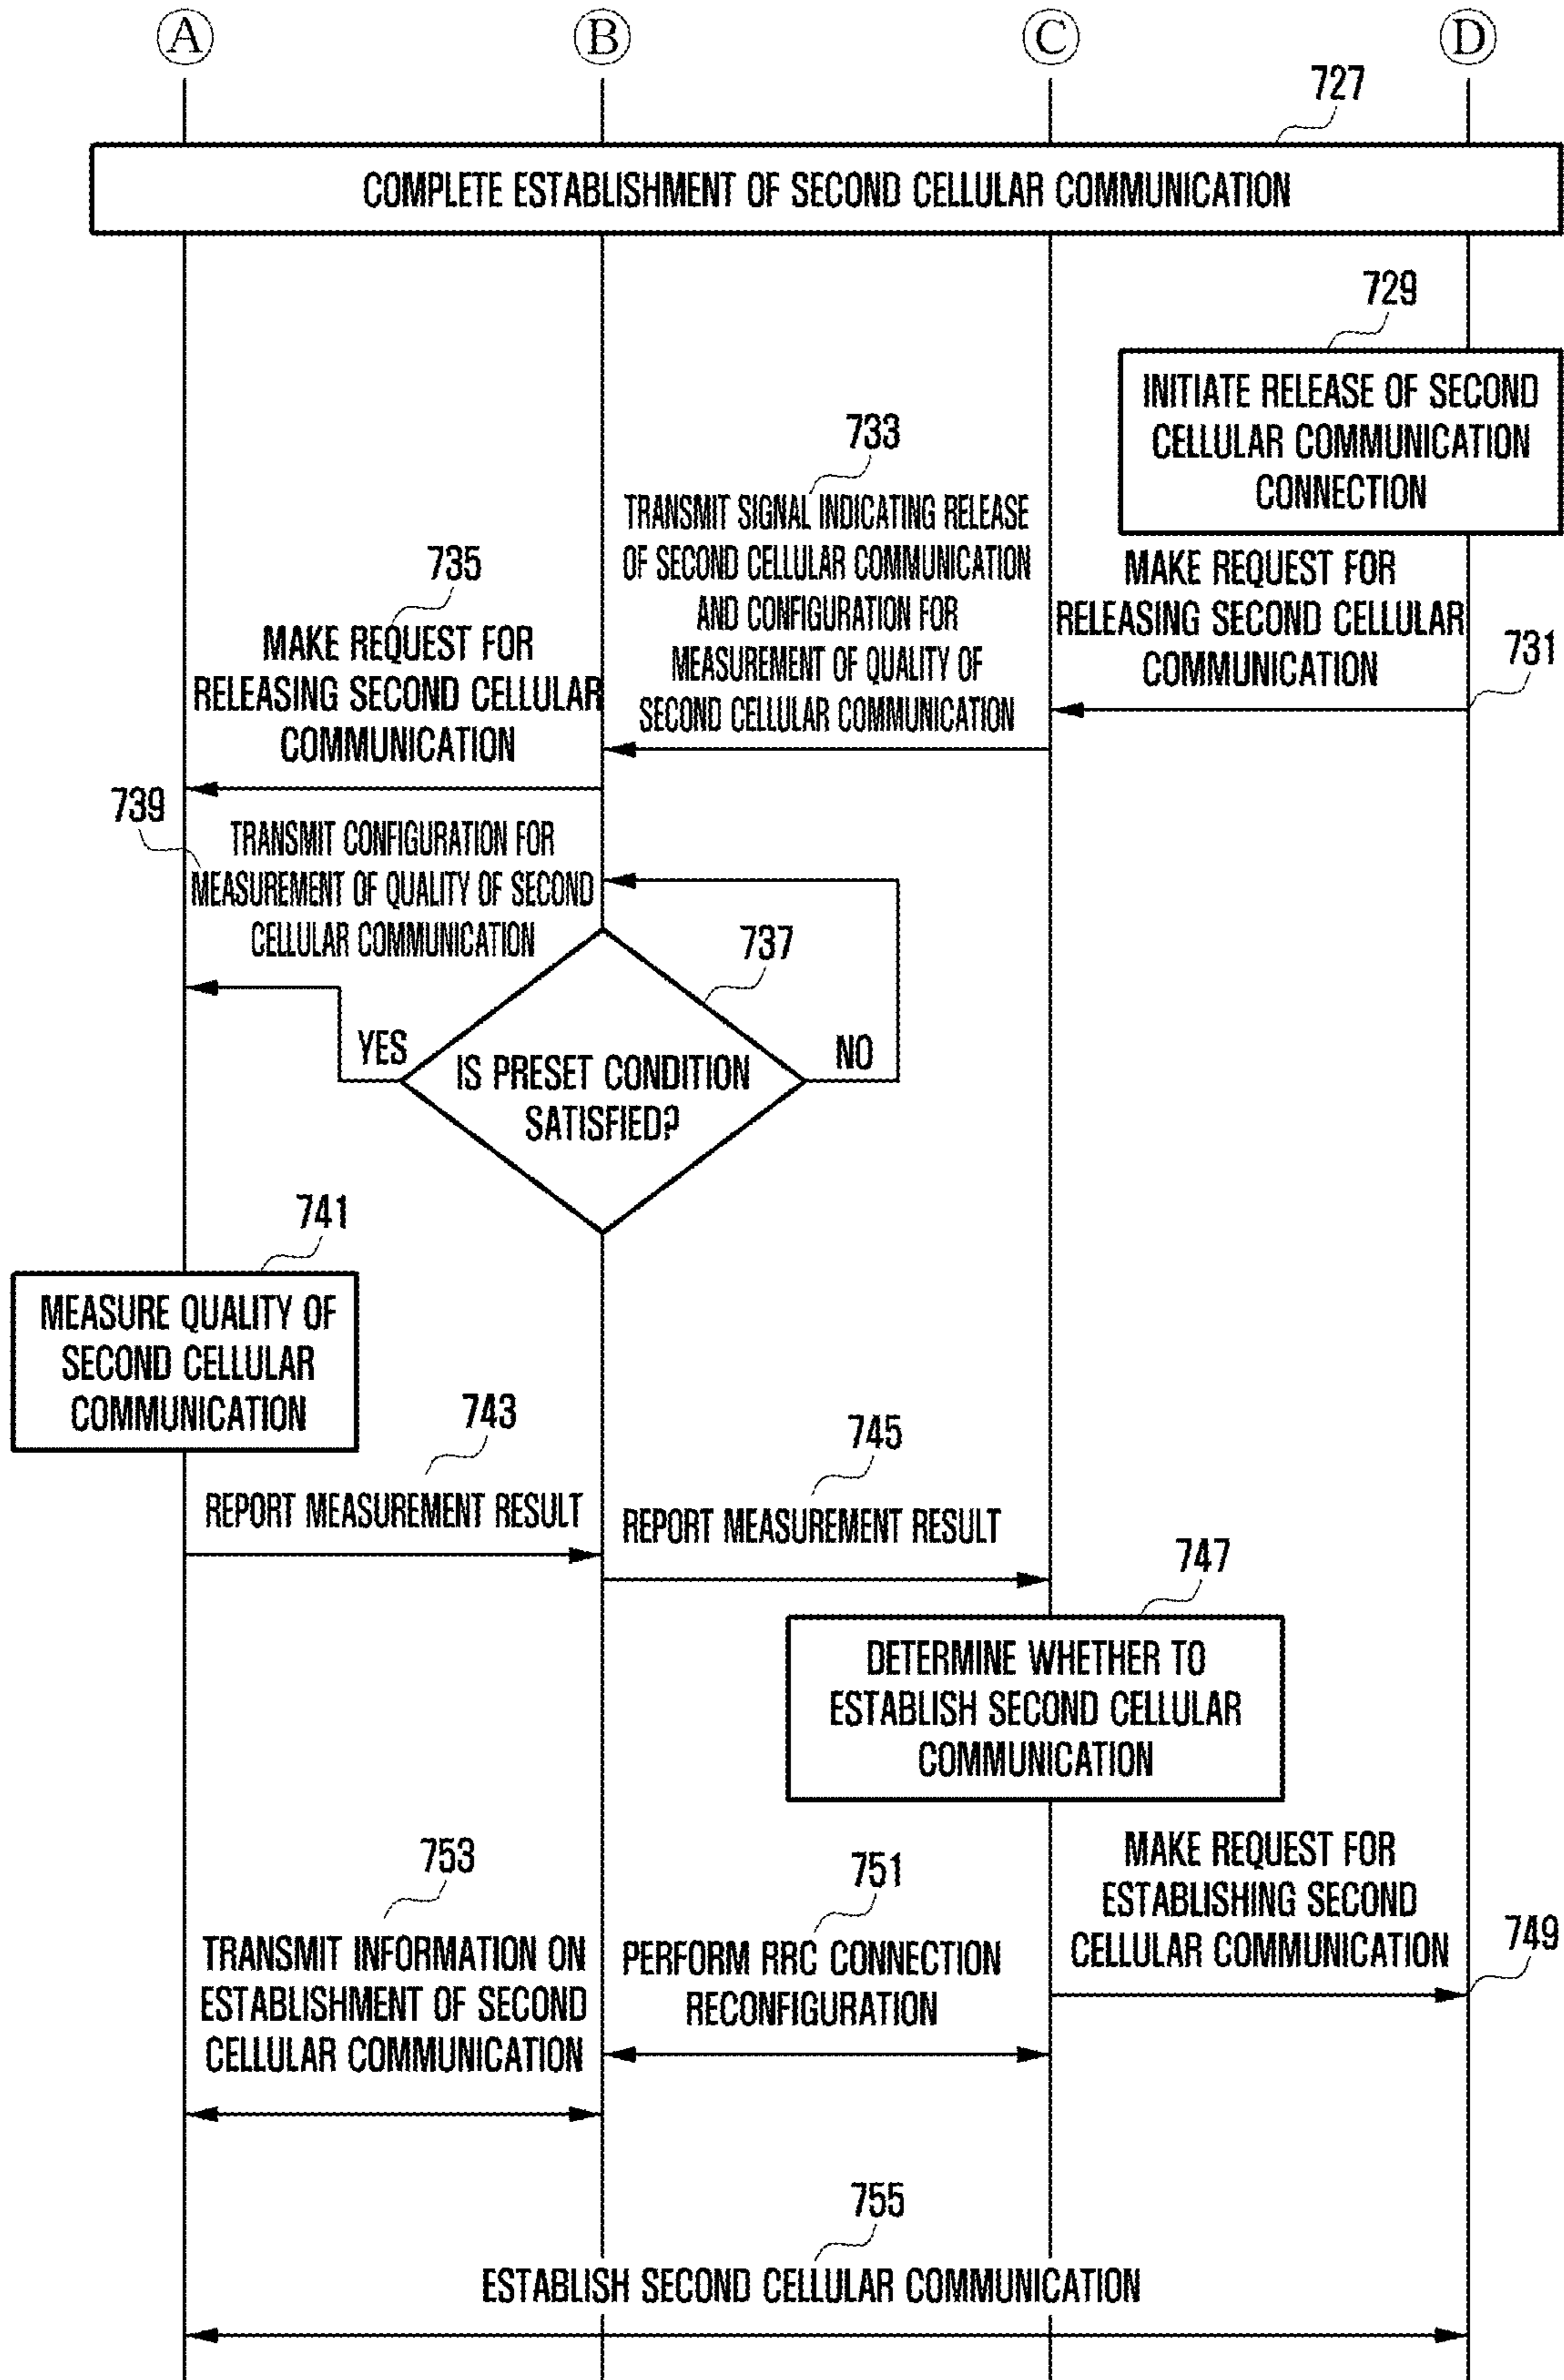 A B C D
727
COMPLETE ESTABLISHMENT OF SECOND CELLULAR COMMUNICATION
729
INITIATE RELEASE OF SECOND
CELLULAR COMMUNICATION
CONNECTION
MAKE REQUEST FOR
RELEASING SECOND CELLULAR
COMMUNICATION
731
733
TRANSMIT SIGNAL INDICATING RELEASE
OF SECOND CELLULAR COMMUNICATION
AND CONFIGURATION FOR
MEASUREMENT OF QUALITY OF
SECOND CELLULAR COMMUNICATION
735
MAKE REQUEST FOR
RELEASING SECOND CELLULAR
COMMUNICATION
739
TRANSMIT CONFIGURATION FOR
MEASUREMENT OF QUALITY OF SECOND
CELLULAR COMMUNICATION
737
YES
IS PRESET CONDITION
SATISFIED?
NO
741
MEASURE QUALITY OF
SECOND CELLULAR
COMMUNICATION
743
REPORT MEASUREMENT RESULT
745
REPORT MEASUREMENT RESULT
747
DETERMINE WHETHER TO
ESTABLISH SECOND CELLULAR
COMMUNICATION
MAKE REQUEST FOR
ESTABLISHING SECOND
CELLULAR COMMUNICATION
749
751
PERFORM RRC CONNECTION
RECONFIGURATION
753
TRANSMIT INFORMATION ON
ESTABLISHMENT OF SECOND
CELLULAR COMMUNICATION
755
ESTABLISH SECOND CELLULAR COMMUNICATION